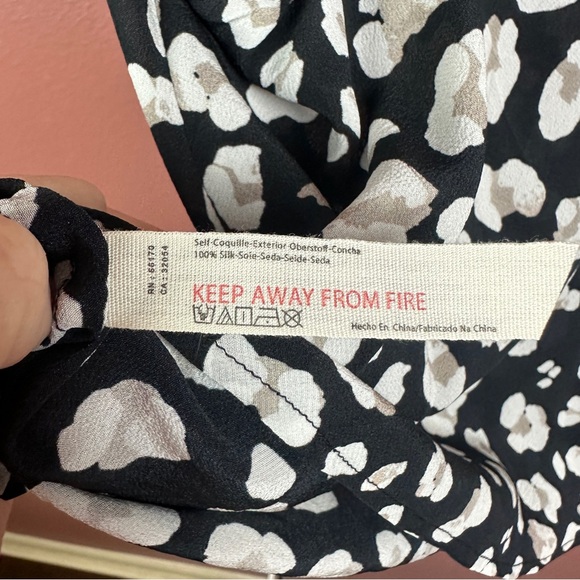 RN : 66170
CA : 32054
Self-Coquille-Exterior-Oberstoff-Concha
100% Silk-Soie-Seda-Seide-Seda
KEEP AWAY FROM FIRE
Hecho En China/Fabricado Na China